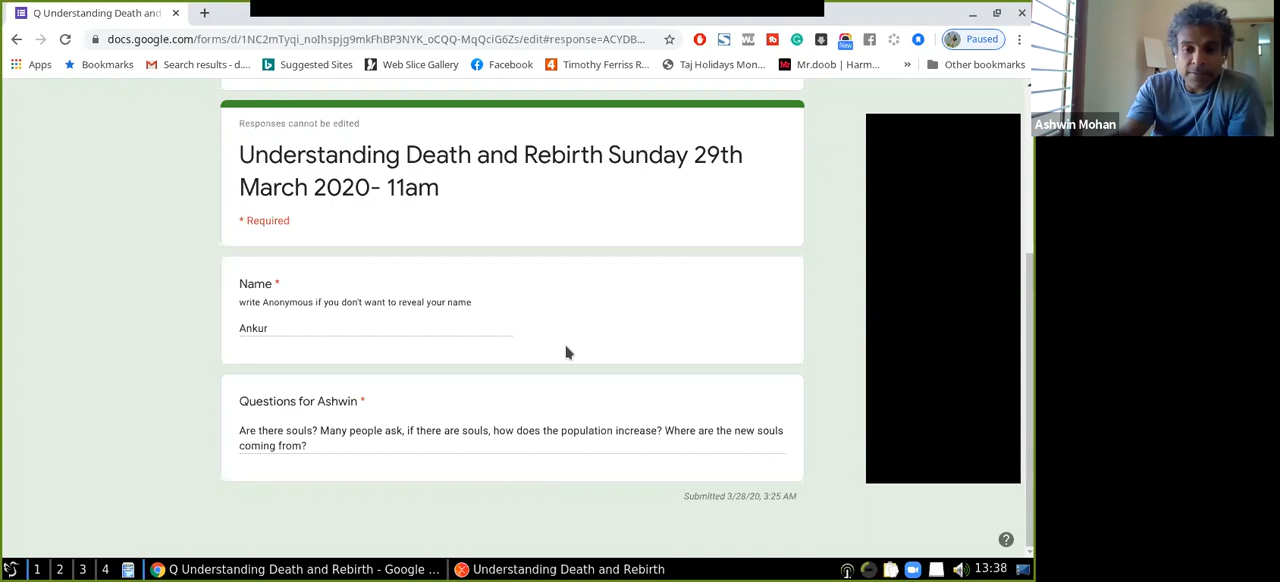 Q Understanding Death and
docs.google.com/forms/d/1NC2mTyqi_noIhspjg9mkFhBP3NYK_oCQQ-MqQciG6Zs/edit#response=ACYDB...
Paused
Apps
Bookmarks
Search results - d....
Suggested Sites
Web Slice Gallery
Facebook
Timothy Ferriss R...
Taj Holidays Mon...
Mr.doob | Harm...
»
Other bookmarks
New
Ashwin Mohan
Responses cannot be edited
Understanding Death and Rebirth Sunday 29th
March 2020- 11am
* Required
Name *
write Anonymous if you don't want to reveal your name
Ankur
Questions for Ashwin *
Are there souls? Many people ask, if there are souls, how does the population increase? Where are the new souls
coming from?
Submitted 3/28/20, 3:25 AM
1 2 3 4
Q Understanding Death and Rebirth - Google ...
Understanding Death and Rebirth
13:38